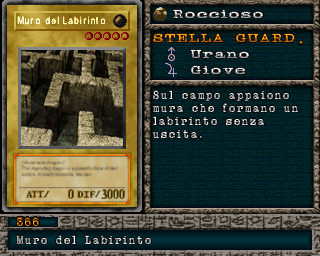 Muro del Labirinto
ATT/ 0 DIF/3000
Roccioso
STELLA GUARD.
Urano
Giove
Sul campo appaiono
mura che formano un
labirinto senza
uscita.
366
Muro del Labirinto